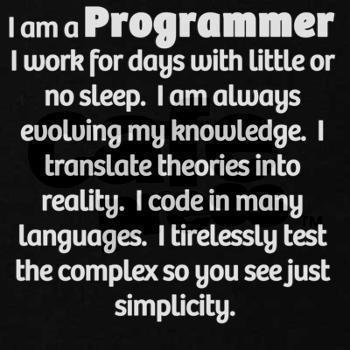 I am a Programmer
I work for days with little or
no sleep.  I am always
evolving my knowledge.  I
translate theories into
reality.  I code in many
languages.  I tirelessly test
the complex so you see just
simplicity.